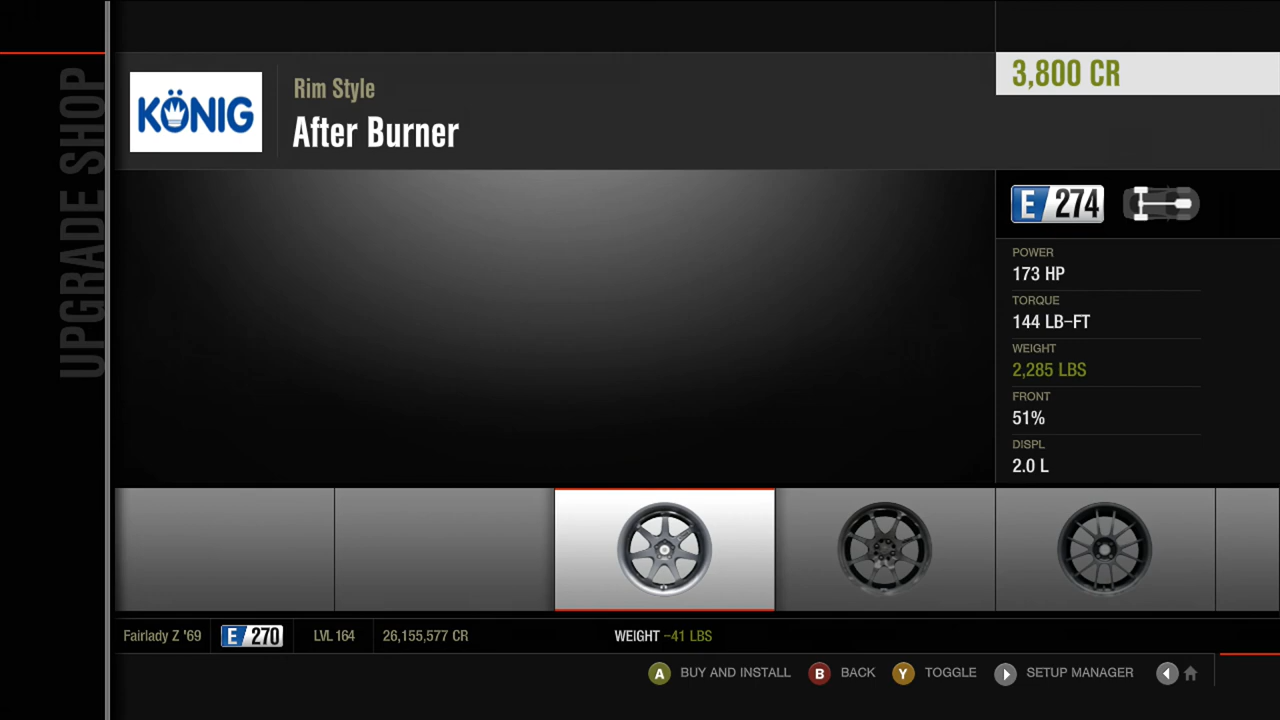 UPGRADE SHOP
KÖNIG
Rim Style
After Burner
3,800 CR
E 274
POWER
173 HP
TORQUE
144 LB-FT
WEIGHT
2,285 LBS
FRONT
51%
DISPL
2.0 L
Fairlady Z '69 E 270 LVL 164 26,155,577 CR WEIGHT -41 LBS
A BUY AND INSTALL B BACK Y TOGGLE SETUP MANAGER